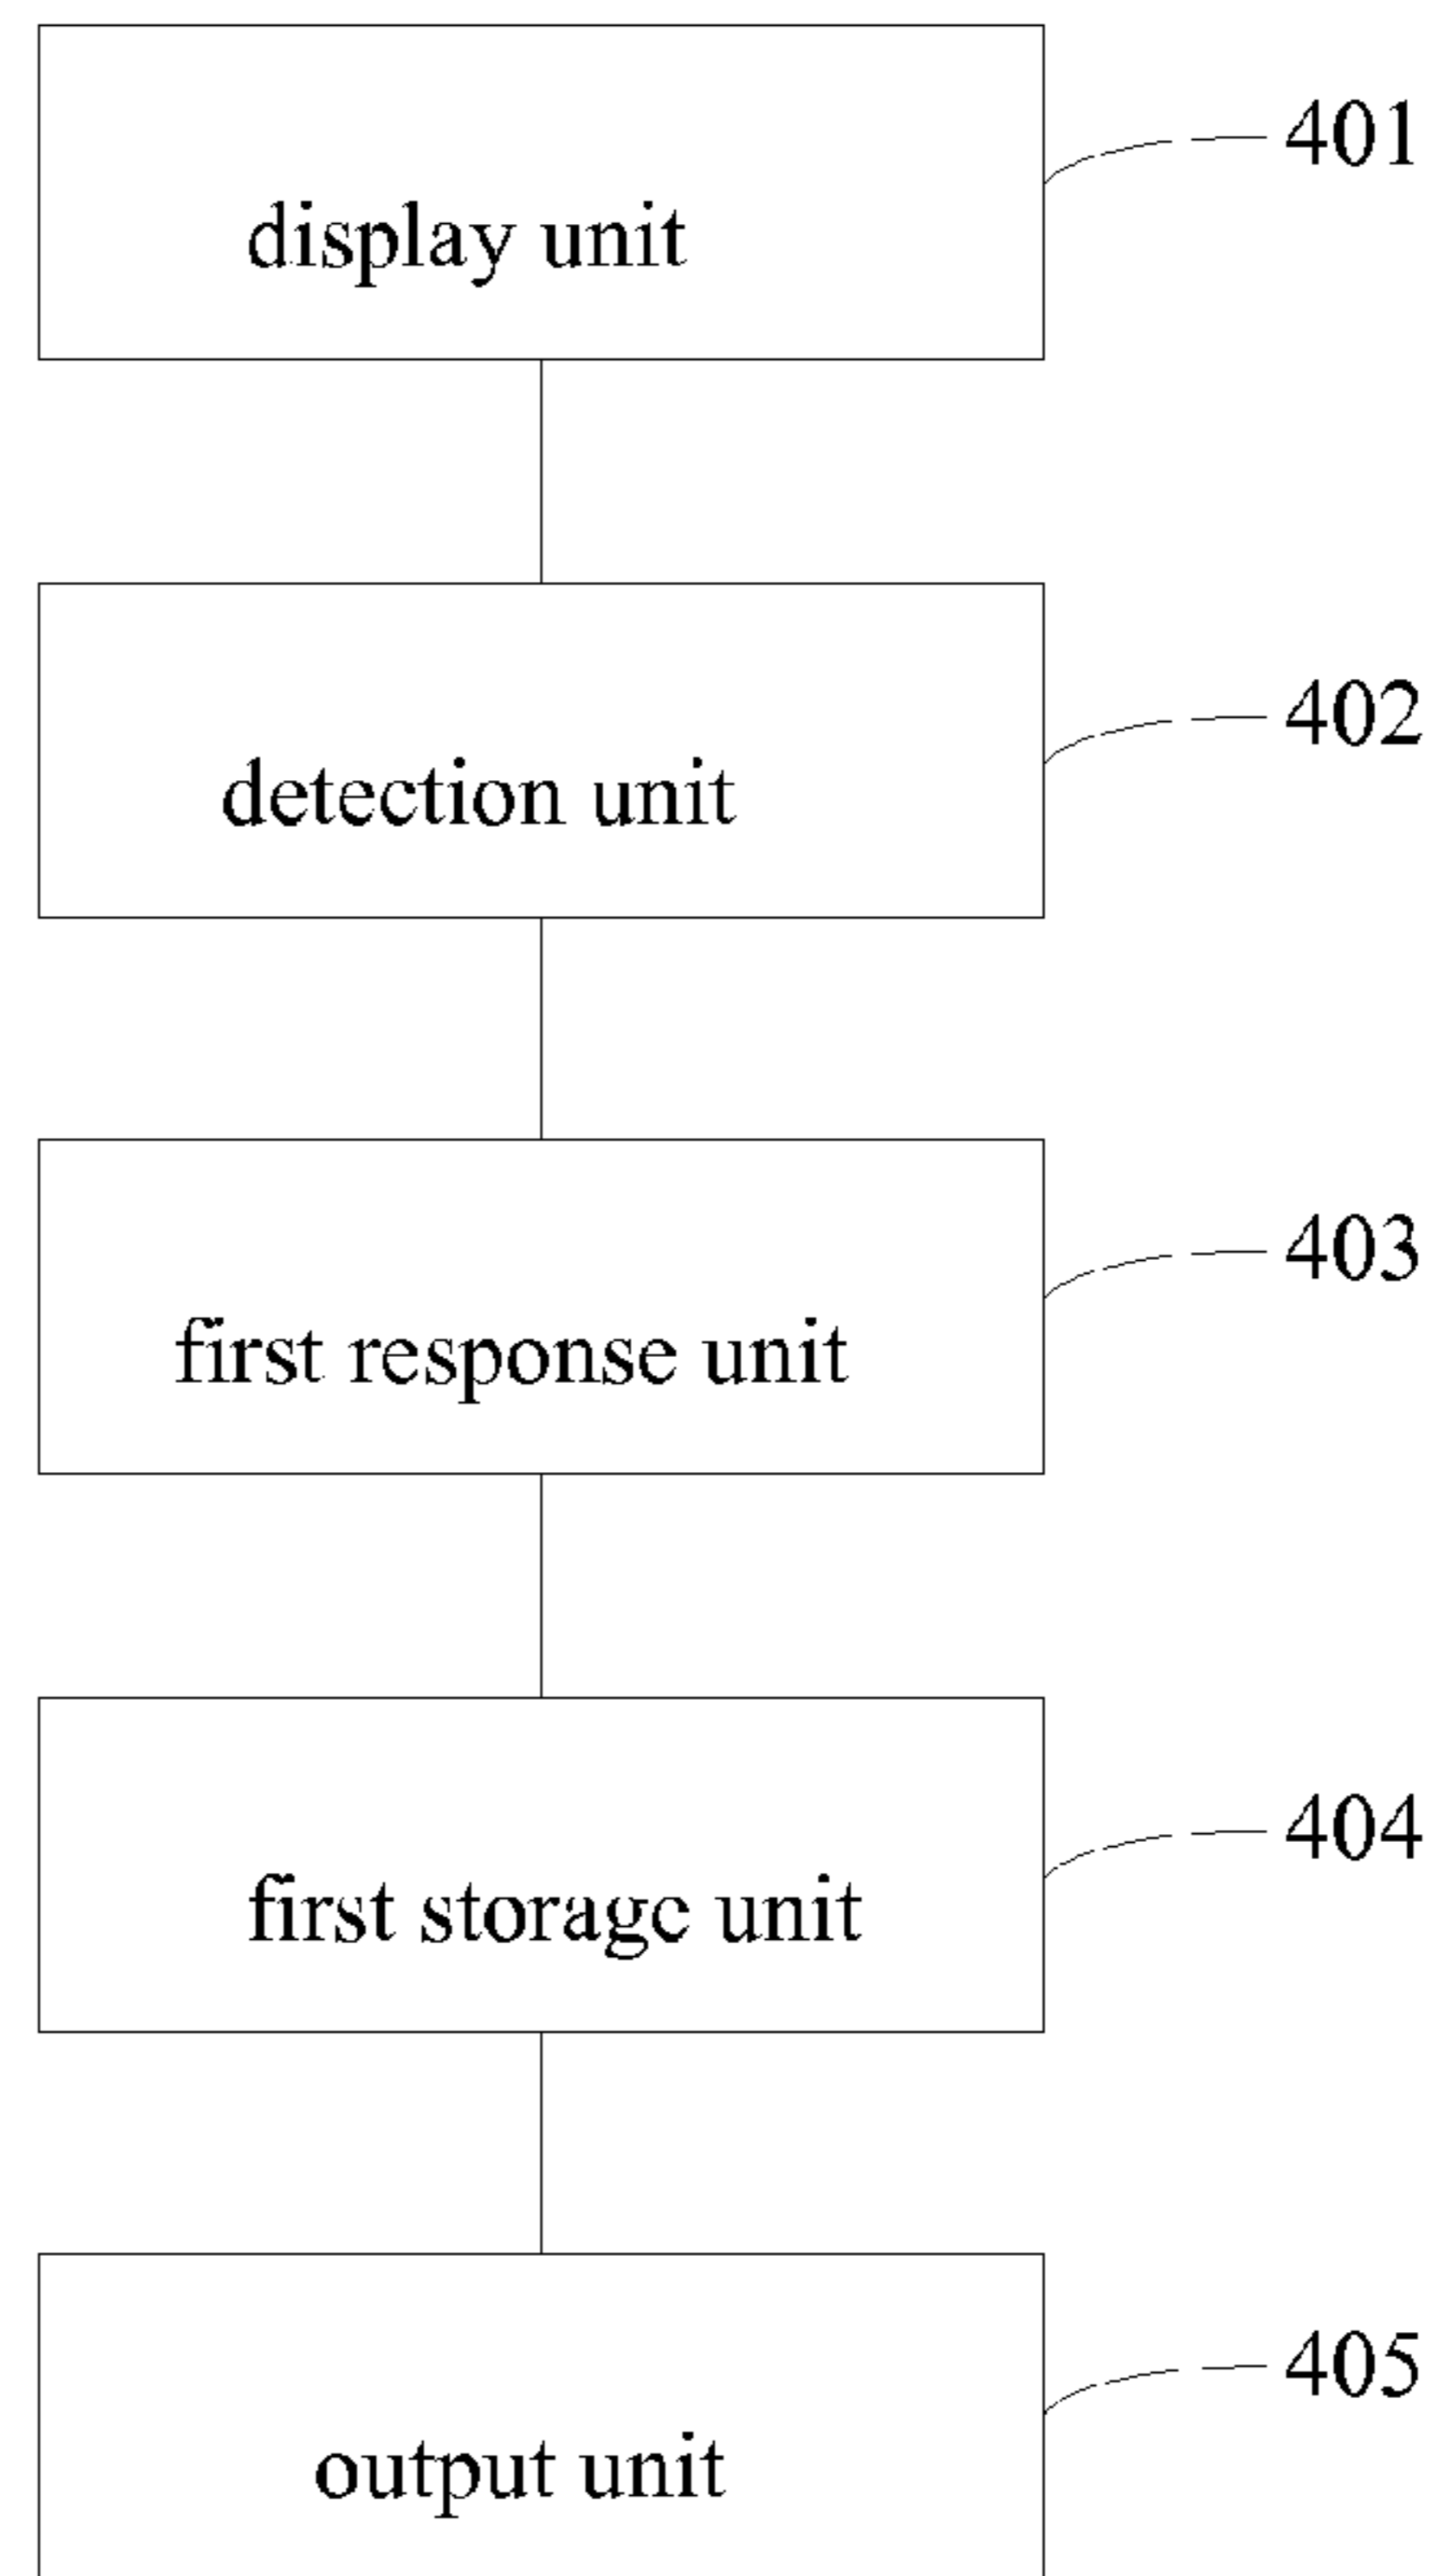 display unit 401
detection unit 402
first response unit 403
first storage unit 404
output unit 405